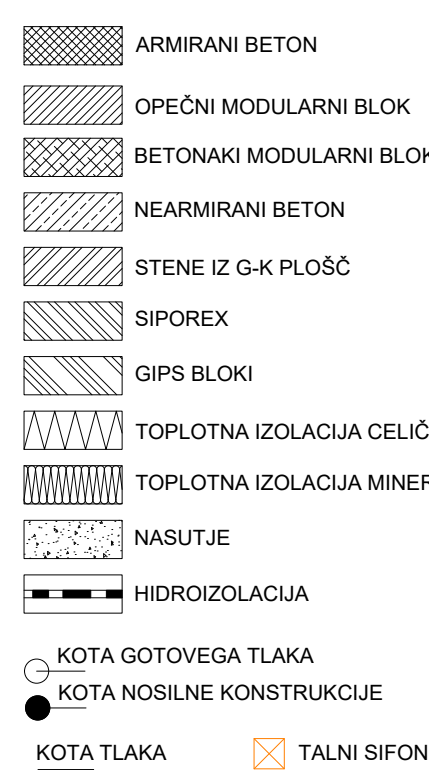 ARMIRANI BETON
OPEČNI MODULARNI BLOK
BETONAKI MODULARNI BLOK
NEARMIRANI BETON
STENE IZ G-K PLOŠČ
SIPOREX
GIPS BLOKI
TOPLOTNA IZOLACIJA CELIČ
TOPLOTNA IZOLACIJA MINER
NASUTJE
HIDROIZOLACIJA
KOTA GOTOVEGA TLAKA
KOTA NOSILNE KONSTRUKCIJE
KOTA TLAKA TALNI SIFON